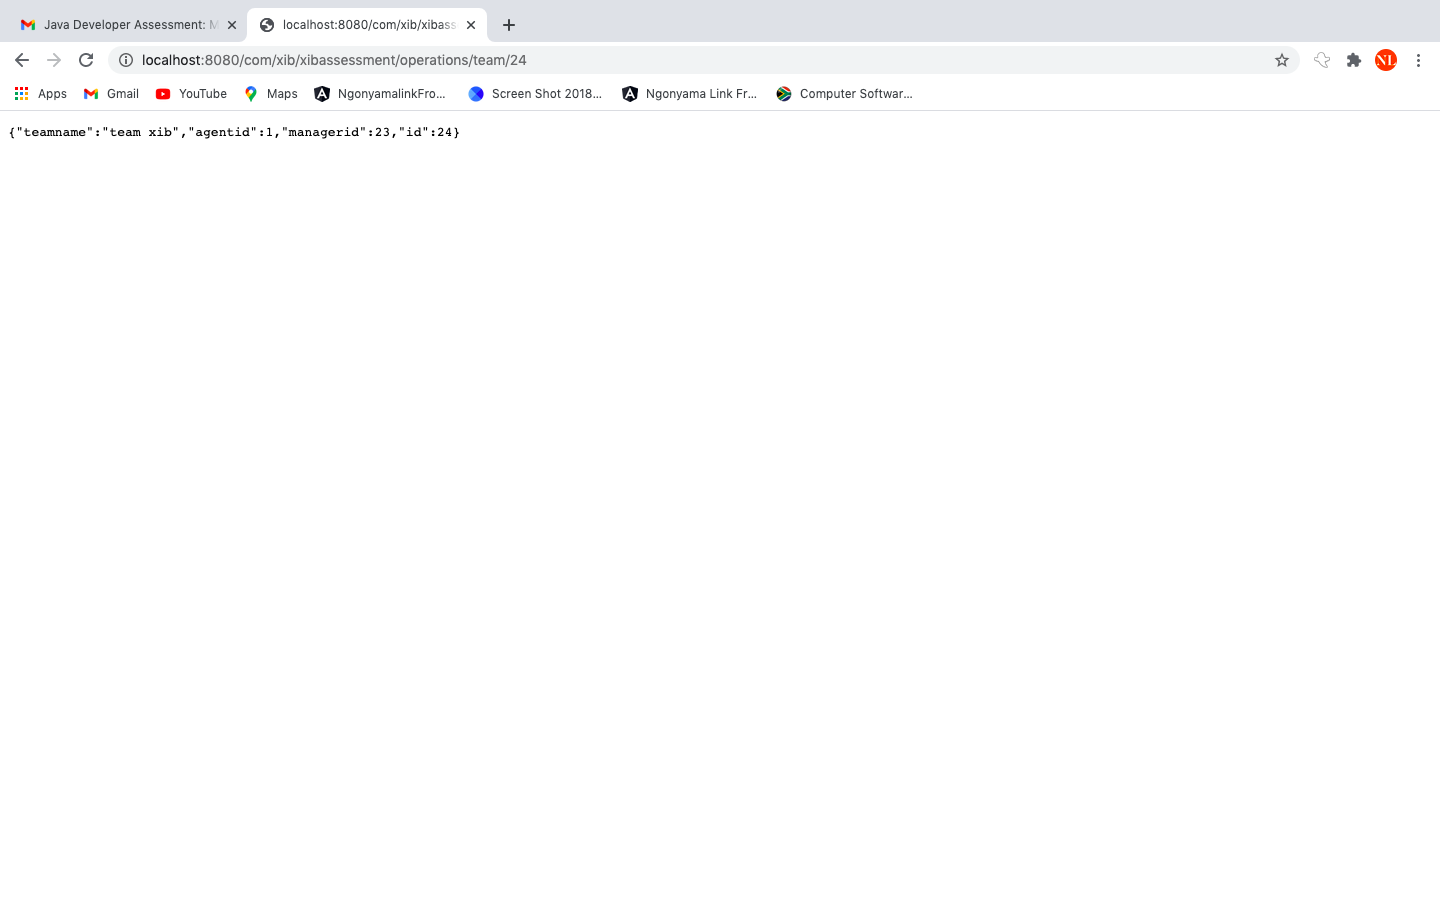 Java Developer Assessment: M
localhost:8080/com/xib/xibass
localhost:8080/com/xib/xibassessment/operations/team/24
NL
Apps
Gmail
YouTube
Maps
NgonyamalinkFro...
Screen Shot 2018...
Ngonyama Link Fr...
Computer Softwar...
{"teamname":"team xib","agentid":1,"managerid":23,"id":24}